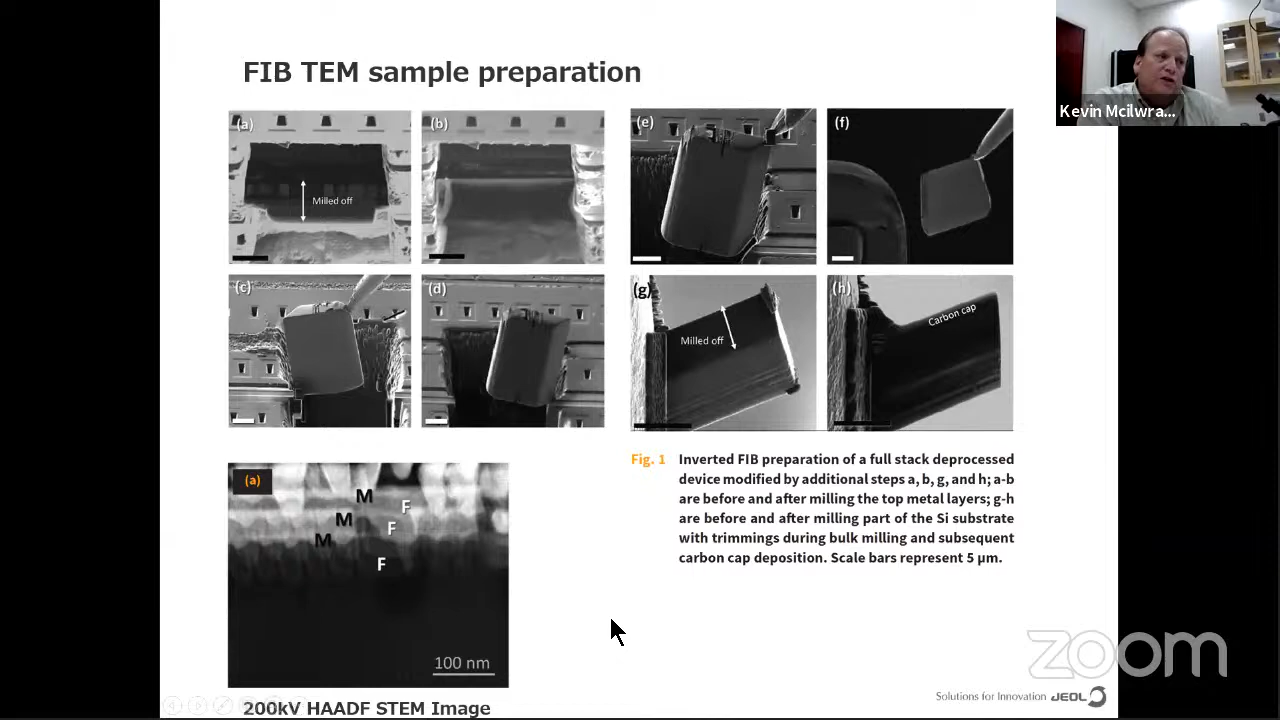 FIB TEM sample preparation
(a)
Milled off
(b)
(c)
(d)
(e)
(f)
(g)
Milled off
(h)
Carbon cap
Fig. 1
Inverted FIB preparation of a full stack deprocessed
device modified by additional steps a, b, g, and h; a-b
are before and after milling the top metal layers; g-h
are before and after milling part of the Si substrate
with trimmings during bulk milling and subsequent
carbon cap deposition. Scale bars represent 5 μm.
(a)
M
F
M
F
M
F
100 nm
200kV HAADF STEM Image
Solutions for Innovation JEOL
Kevin Mcilwra...
zoom